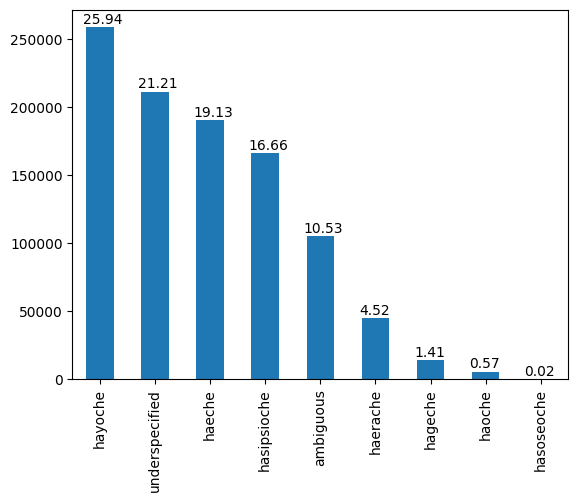 250000
200000
150000
100000
50000
0
25.94
21.21
19.13
16.66
10.53
4.52
1.41
0.57
0.02
hayoche
underspecified
haeche
hasipsioche
ambiguous
haerache
hageche
haoche
hasoseoche